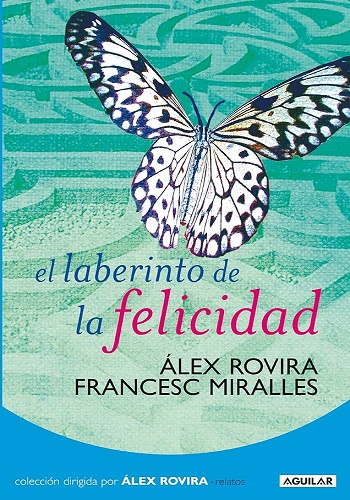 el laberinto de
la felicidad
ÁLEX ROVIRA
FRANCESC MIRALLES
colección dirigida por ÁLEX ROVIRA · relatos
AGUILAR